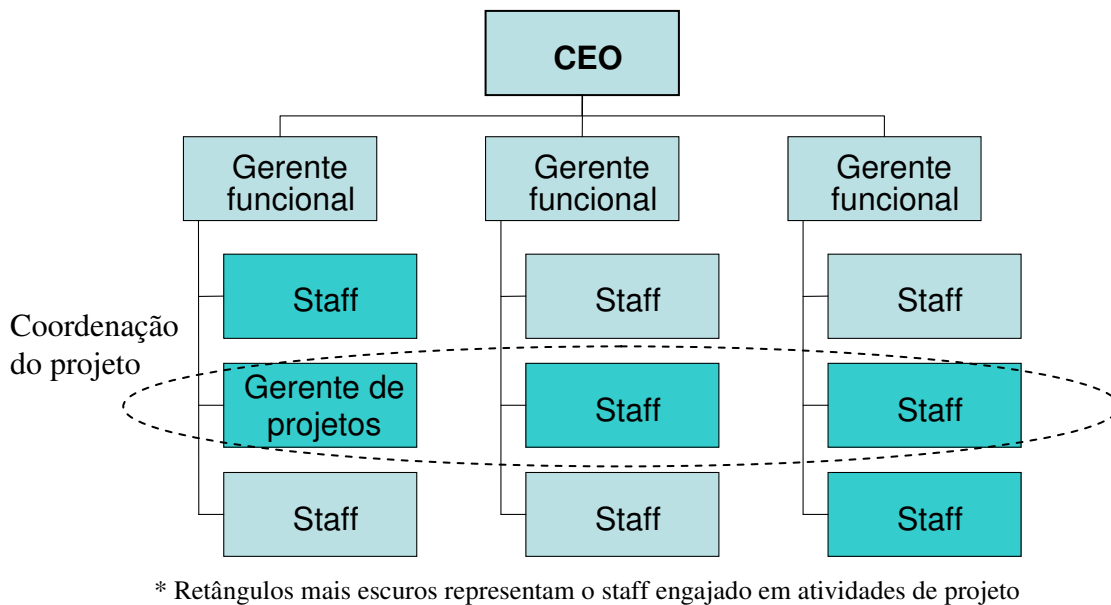 CEO
Gerente
funcional
Gerente
funcional
Gerente
funcional
Staff
Staff
Staff
Coordenação
do projeto
Gerente de
projetos
Staff
Staff
Staff
Staff
Staff
* Retângulos mais escuros representam o staff engajado em atividades de projeto